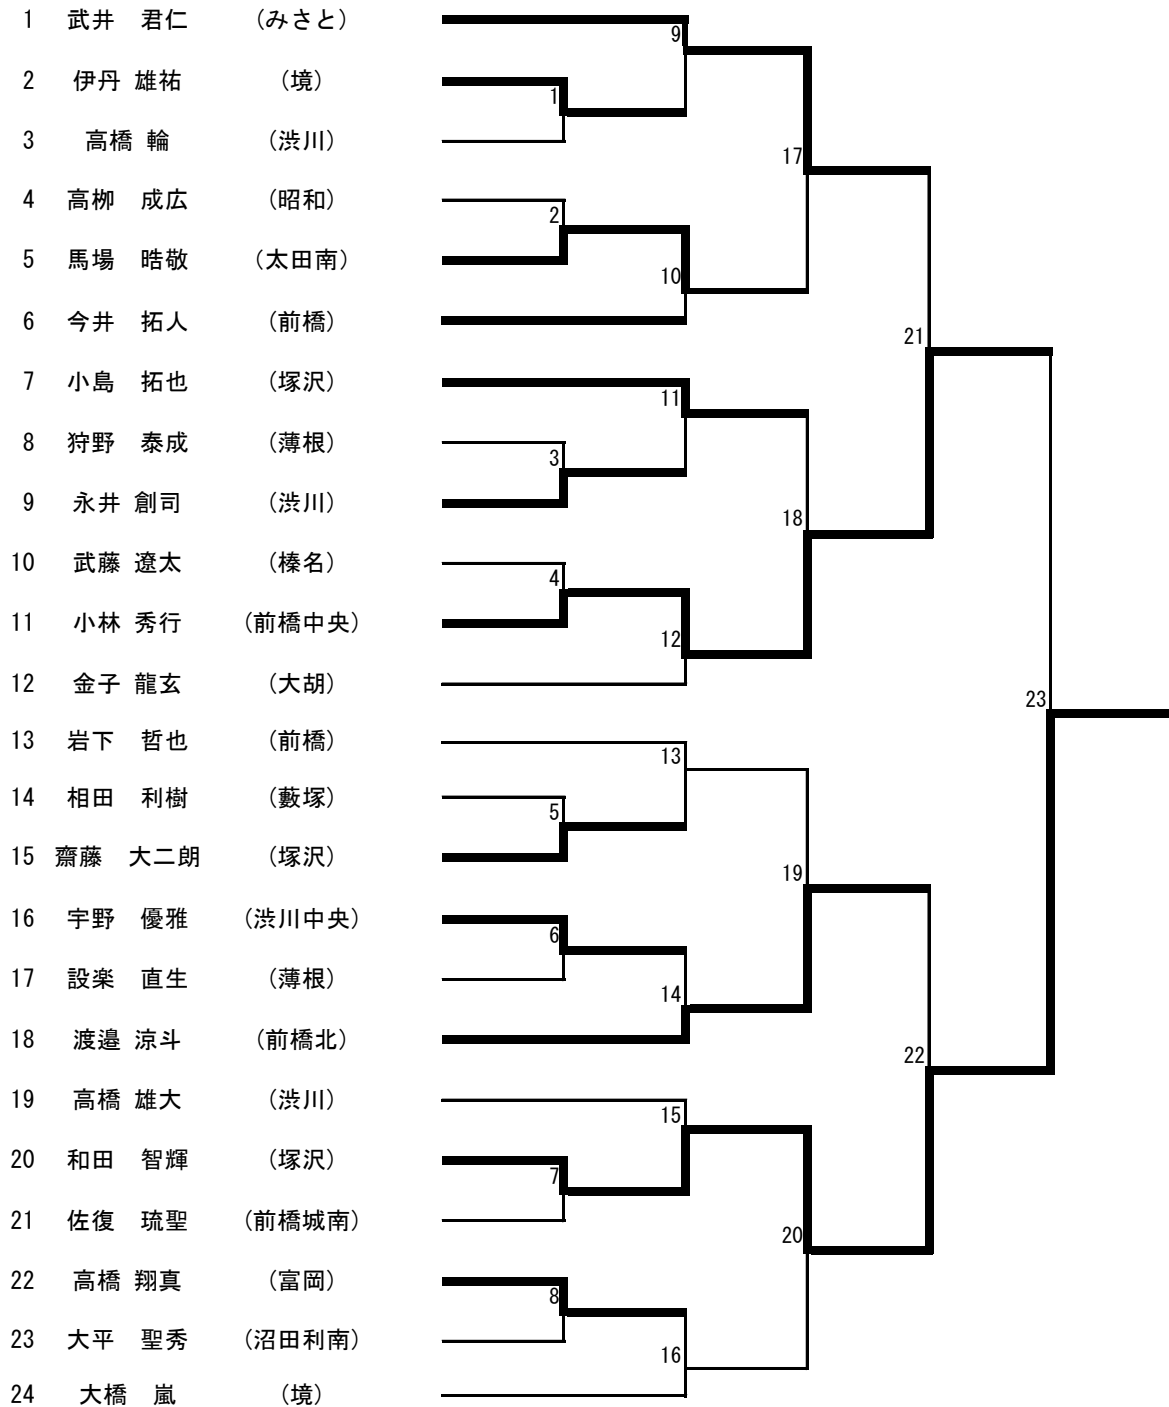 1 武井　君仁 （みさと）
9
2 伊丹 雄祐 （境）
1
3 高橋 輪 （渋川）
17
4 高栁　成広 （昭和）
2
5 馬場　晧敬 （太田南）
10
6 今井　拓人 （前橋）
21
7 小島　拓也 （塚沢）
11
8 狩野　泰成 （薄根）
3
9 永井 創司 （渋川）
18
10 武藤 遼太 （榛名）
4
11 小林 秀行 （前橋中央）
12
12 金子 龍玄 （大胡）
23
13 岩下　哲也 （前橋）
13
14 相田　利樹 （藪塚）
5
15 齋藤　大二朗 （塚沢）
19
16 宇野　優雅 （渋川中央）
6
17 設楽　直生 （薄根）
14
18 渡邉 涼斗 （前橋北）
22
19 高橋 雄大 （渋川）
15
20 和田　智輝 （塚沢）
7
21 佐復　琉聖 （前橋城南）
20
22 高橋 翔真 （富岡）
8
23 大平　聖秀 （沼田利南）
16
24 大橋　嵐 （境）